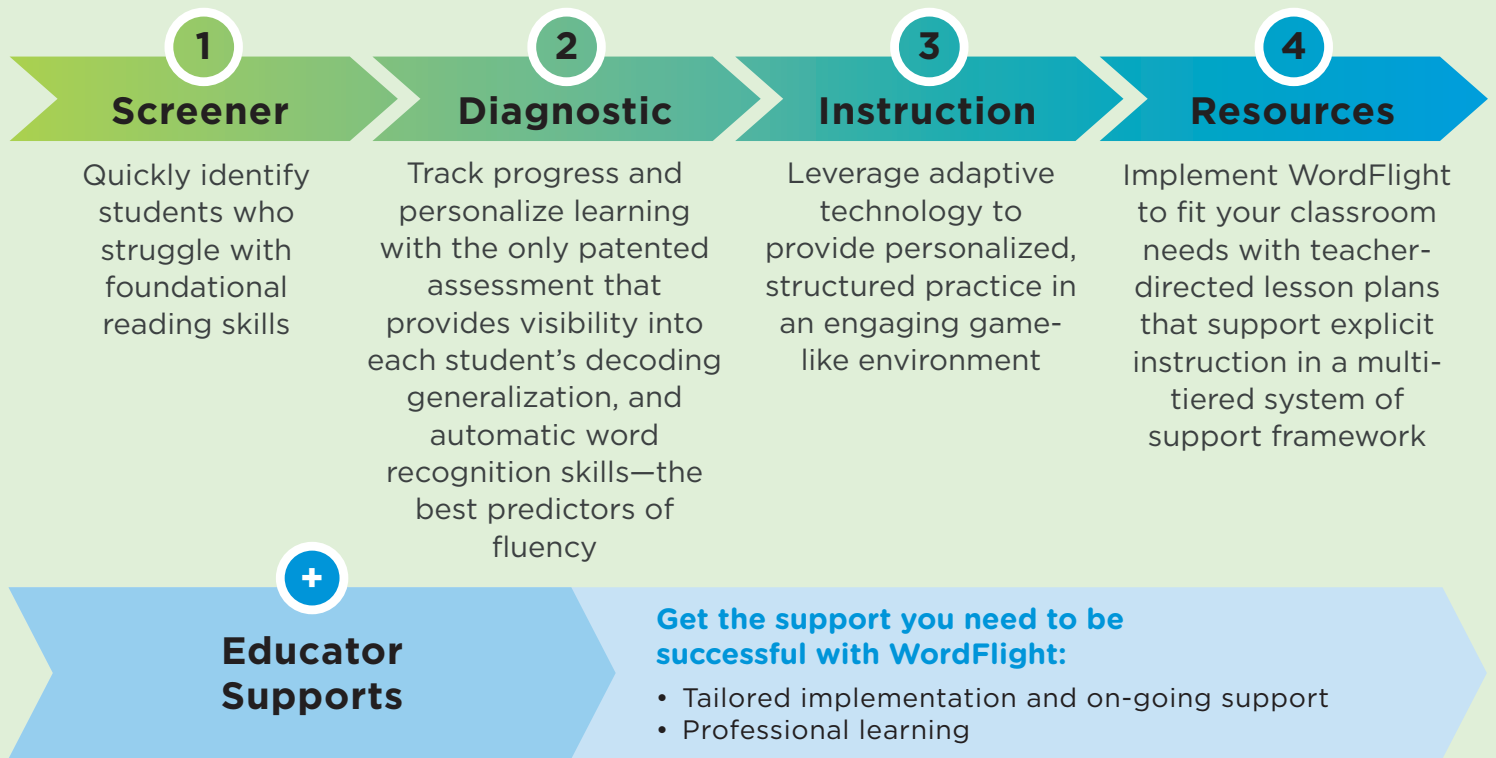 1
Screener
Quickly identify
students who
struggle with
foundational
reading skills
2
Diagnostic
Track progress and
personalize learning
with the only patented
assessment that
provides visibility into
each student’s decoding
generalization, and
automatic word
recognition skills—the
best predictors of
fluency
3
Instruction
Leverage adaptive
technology to
provide personalized,
structured practice in
an engaging game-
like environment
4
Resources
Implement WordFlight
to fit your classroom
needs with teacher-
directed lesson plans
that support explicit
instruction in a multi-
tiered system of
support framework
+
Educator
Supports
Get the support you need to be
successful with WordFlight:
• Tailored implementation and on-going support
• Professional learning